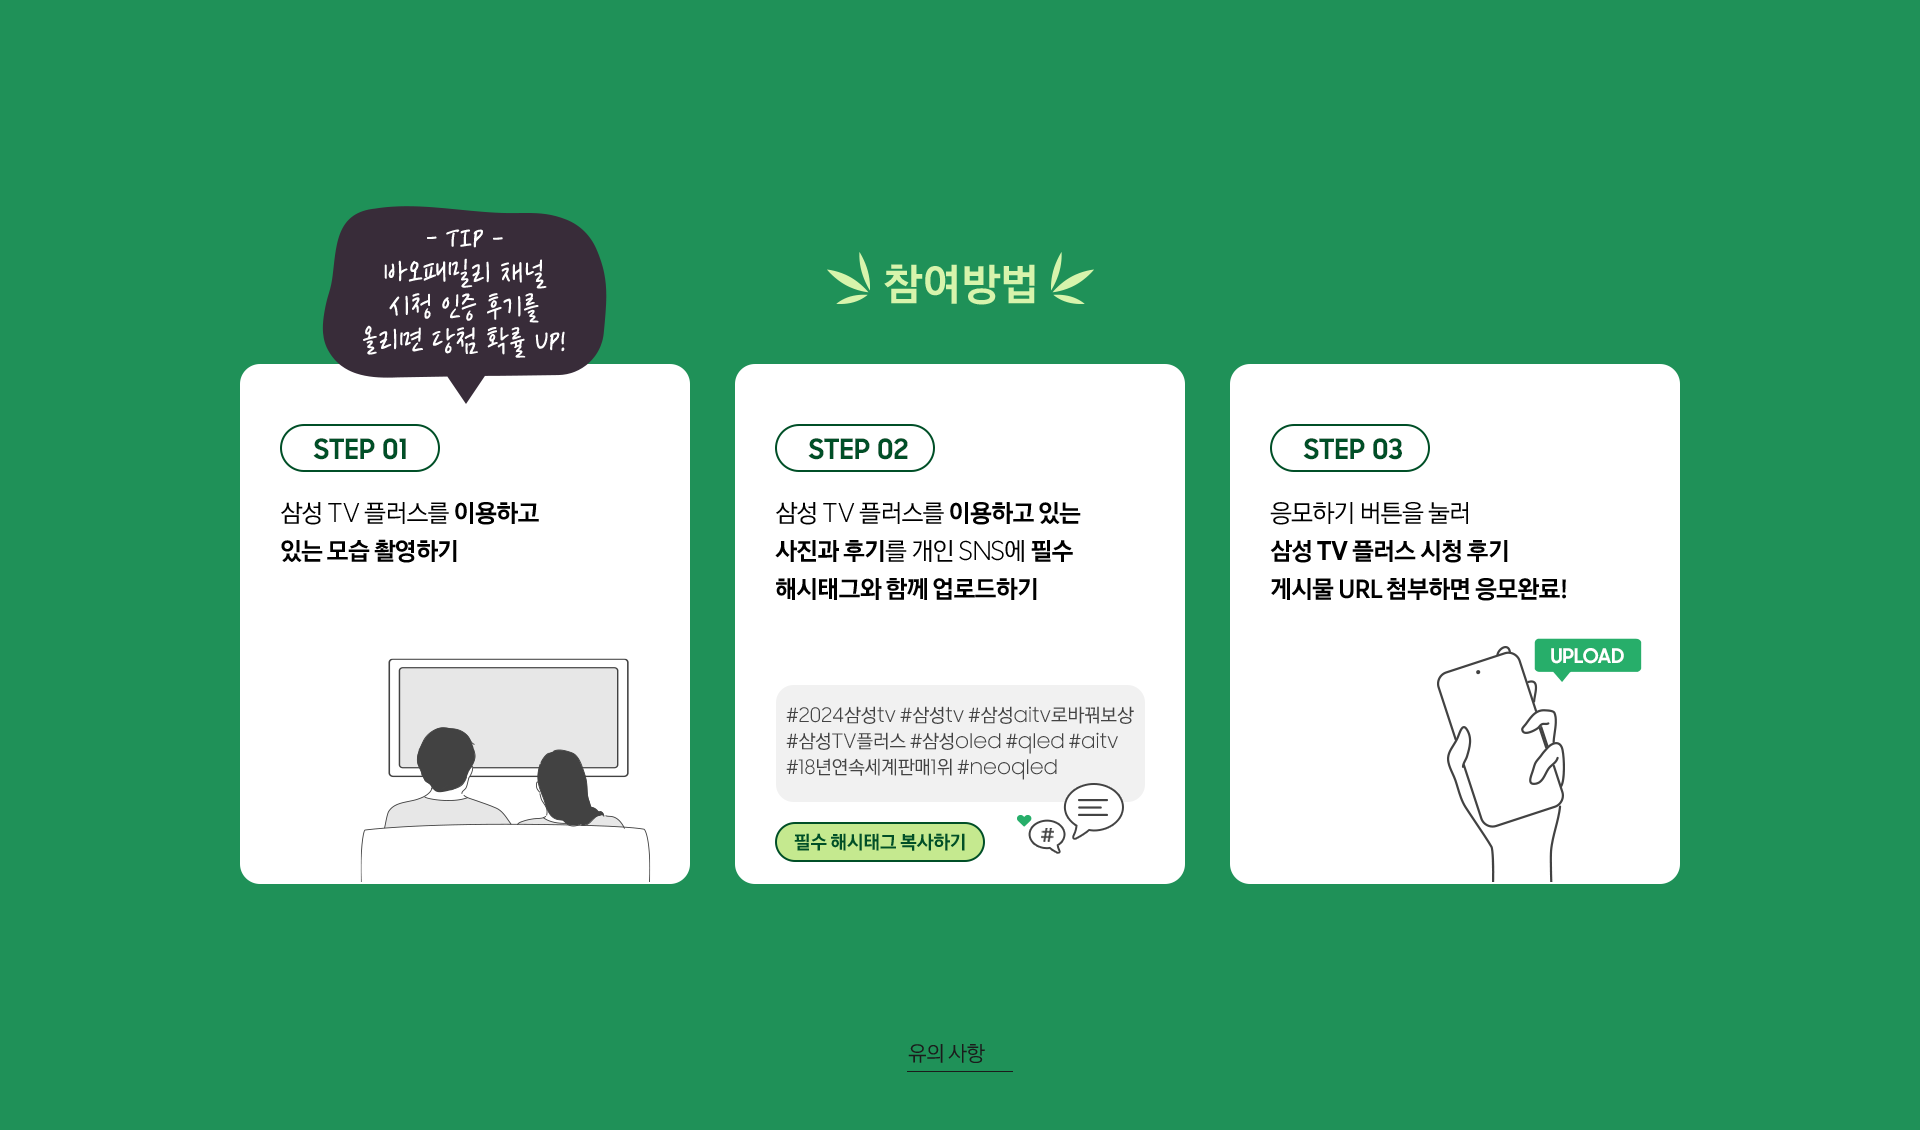 - TIP -
바오패밀리 채널
시청 인증 후기를
올리면 당첨 확률 UP!
참여방법
STEP 01
삼성 TV 플러스를 이용하고
있는 모습 촬영하기
STEP 02
삼성 TV 플러스를 이용하고 있는
사진과 후기를 개인 SNS에 필수
해시태그와 함께 업로드하기
#2024삼성tv #삼성tv #삼성aitv로바꿔보상
#삼성TV플러스 #삼성oled #qled #aitv
#18년연속세계판매1위 #neoqled
#
필수 해시태그 복사하기
STEP 03
응모하기 버튼을 눌러
삼성 TV 플러스 시청 후기
게시물 URL 첨부하면 응모완료!
UPLOAD
유의 사항